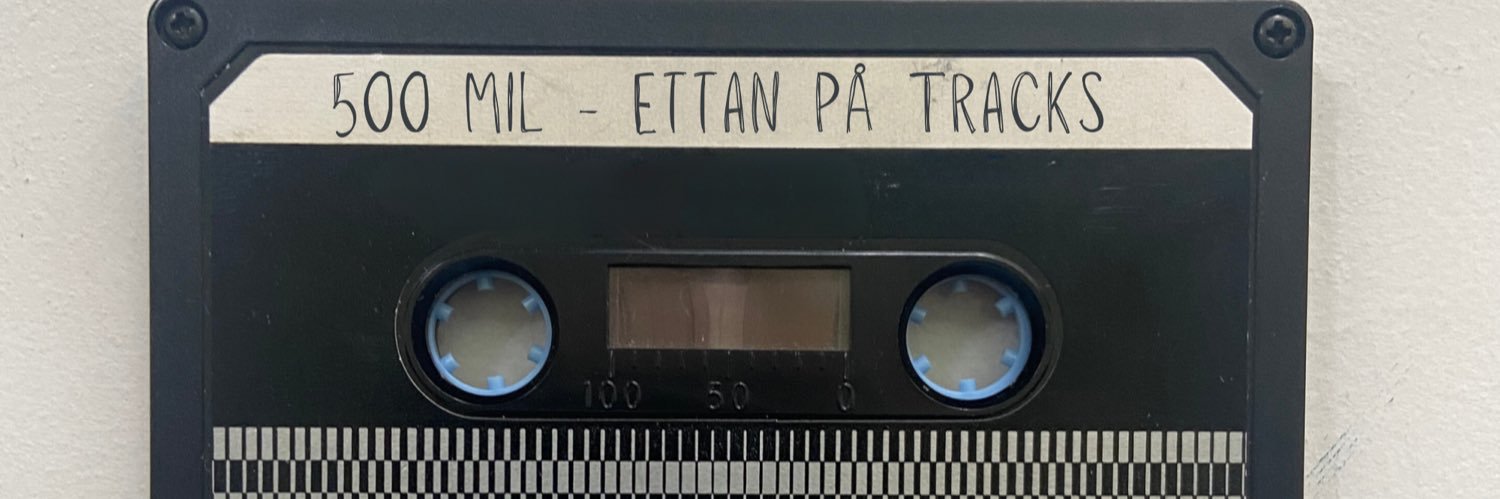 500 MIL - ETTAN PÅ TRACKS
100 50 0